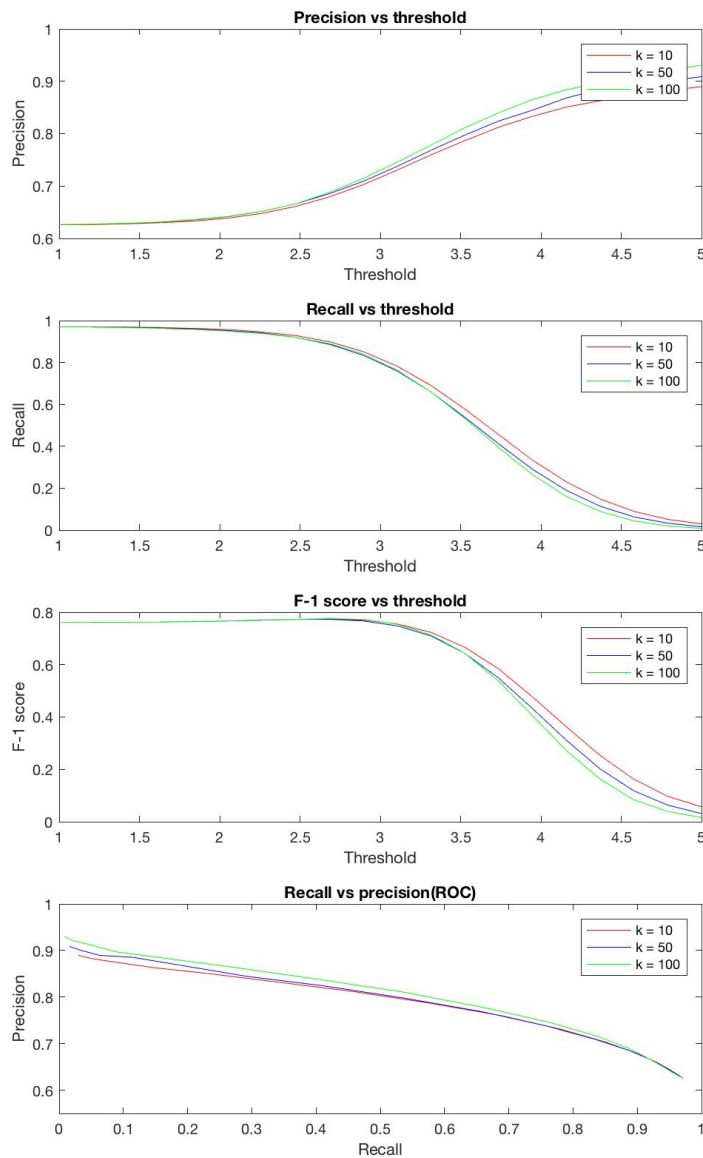 Precision vs threshold
1
0.9
0.8
0.7
0.6
Precision
k = 10
k = 50
k = 100
1 1.5 2 2.5 3 3.5 4 4.5 5
Threshold
Recall vs threshold
1
0.8
0.6
0.4
0.2
0
Recall
k = 10
k = 50
k = 100
1 1.5 2 2.5 3 3.5 4 4.5 5
Threshold
F-1 score vs threshold
0.8
0.6
0.4
0.2
0
F-1 score
k = 10
k = 50
k = 100
1 1.5 2 2.5 3 3.5 4 4.5 5
Threshold
Recall vs precision(ROC)
1
0.9
0.8
0.7
0.6
Precision
k = 10
k = 50
k = 100
0 0.1 0.2 0.3 0.4 0.5 0.6 0.7 0.8 0.9 1
Recall